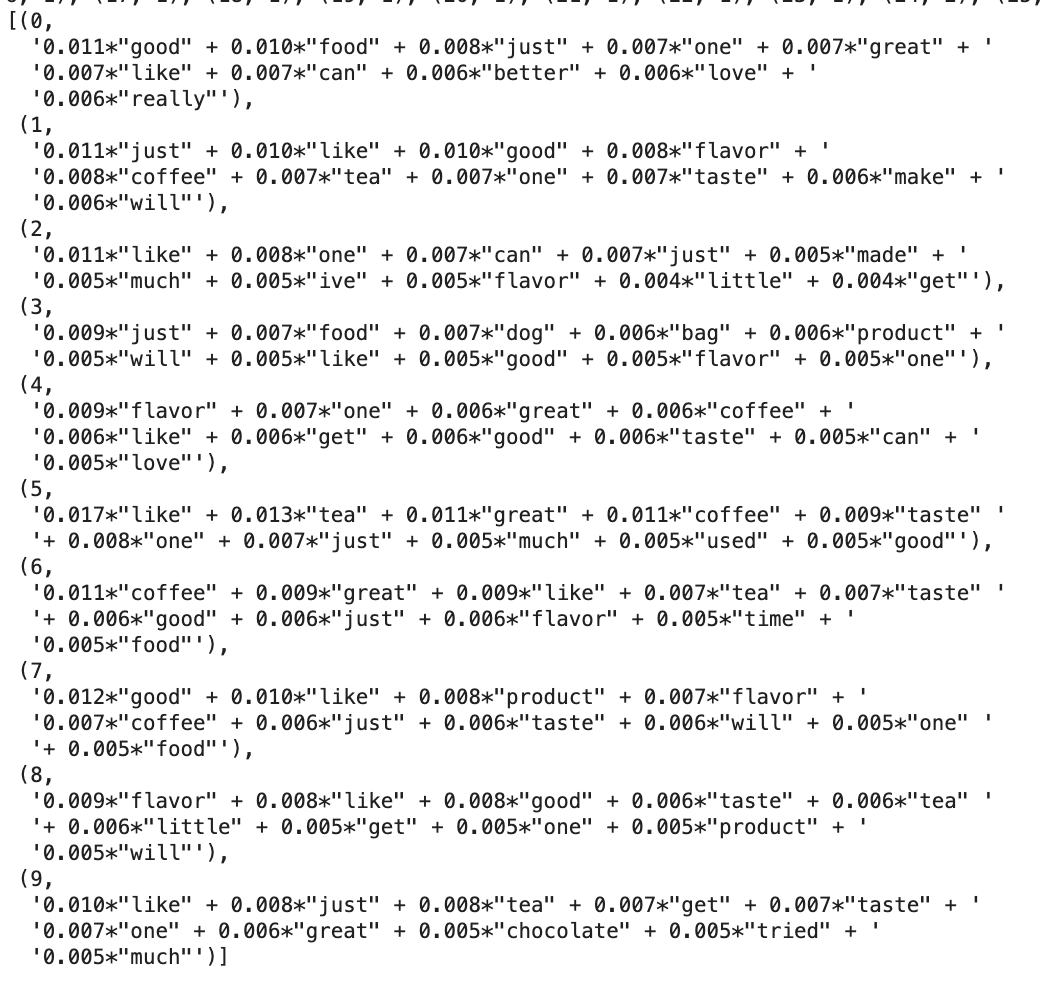 [(0,
'0.011*"good" + 0.010*"food" + 0.008*"just" + 0.007*"one" + 0.007*"great" + '
'0.007*"like" + 0.007*"can" + 0.006*"better" + 0.006*"love" + '
'0.006*"really"'),
(1,
'0.011*"just" + 0.010*"like" + 0.010*"good" + 0.008*"flavor" + '
'0.008*"coffee" + 0.007*"tea" + 0.007*"one" + 0.007*"taste" + 0.006*"make" + '
'0.006*"will"'),
(2,
'0.011*"like" + 0.008*"one" + 0.007*"can" + 0.007*"just" + 0.005*"made" + '
'0.005*"much" + 0.005*"ive" + 0.005*"flavor" + 0.004*"little" + 0.004*"get"'),
(3,
'0.009*"just" + 0.007*"food" + 0.007*"dog" + 0.006*"bag" + 0.006*"product" + '
'0.005*"will" + 0.005*"like" + 0.005*"good" + 0.005*"flavor" + 0.005*"one"'),
(4,
'0.009*"flavor" + 0.007*"one" + 0.006*"great" + 0.006*"coffee" + '
'0.006*"like" + 0.006*"get" + 0.006*"good" + 0.006*"taste" + 0.005*"can" + '
'0.005*"love"'),
(5,
'0.017*"like" + 0.013*"tea" + 0.011*"great" + 0.011*"coffee" + 0.009*"taste" '
'+ 0.008*"one" + 0.007*"just" + 0.005*"much" + 0.005*"used" + 0.005*"good"'),
(6,
'0.011*"coffee" + 0.009*"great" + 0.009*"like" + 0.007*"tea" + 0.007*"taste" '
'+ 0.006*"good" + 0.006*"just" + 0.006*"flavor" + 0.005*"time" + '
'0.005*"food"'),
(7,
'0.012*"good" + 0.010*"like" + 0.008*"product" + 0.007*"flavor" + '
'0.007*"coffee" + 0.006*"just" + 0.006*"taste" + 0.006*"will" + 0.005*"one" '
'+ 0.005*"food"'),
(8,
'0.009*"flavor" + 0.008*"like" + 0.008*"good" + 0.006*"taste" + 0.006*"tea" '
'+ 0.006*"little" + 0.005*"get" + 0.005*"one" + 0.005*"product" + '
'0.005*"will"'),
(9,
'0.010*"like" + 0.008*"just" + 0.008*"tea" + 0.007*"get" + 0.007*"taste" + '
'0.007*"one" + 0.006*"great" + 0.005*"chocolate" + 0.005*"tried" + '
'0.005*"much"')]